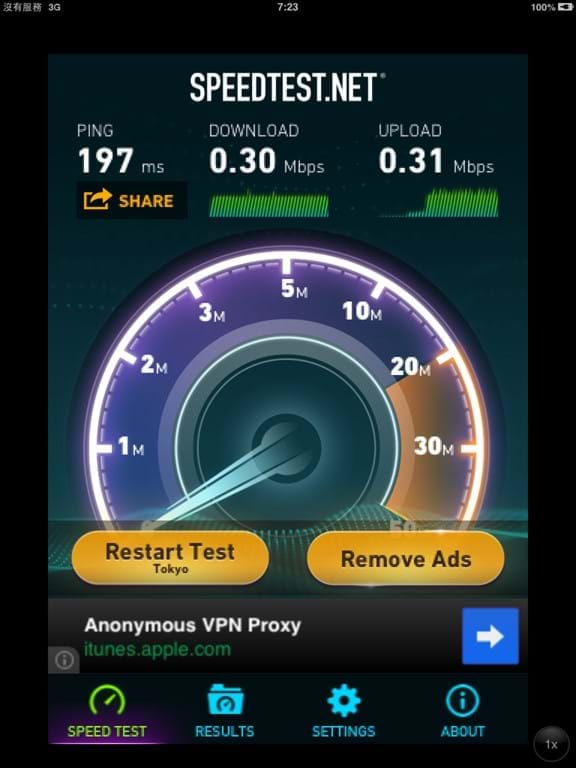 沒有服務 3G 7:23 100%
SPEEDTEST.NET®
PING DOWNLOAD UPLOAD
197 ms 0.30 Mbps 0.31 Mbps
SHARE
5M
3M 10M
2M 20M
1M 30M
50
Restart Test Remove Ads
Tokyo
Anonymous VPN Proxy
itunes.apple.com
SPEED TEST RESULTS SETTINGS ABOUT
1x